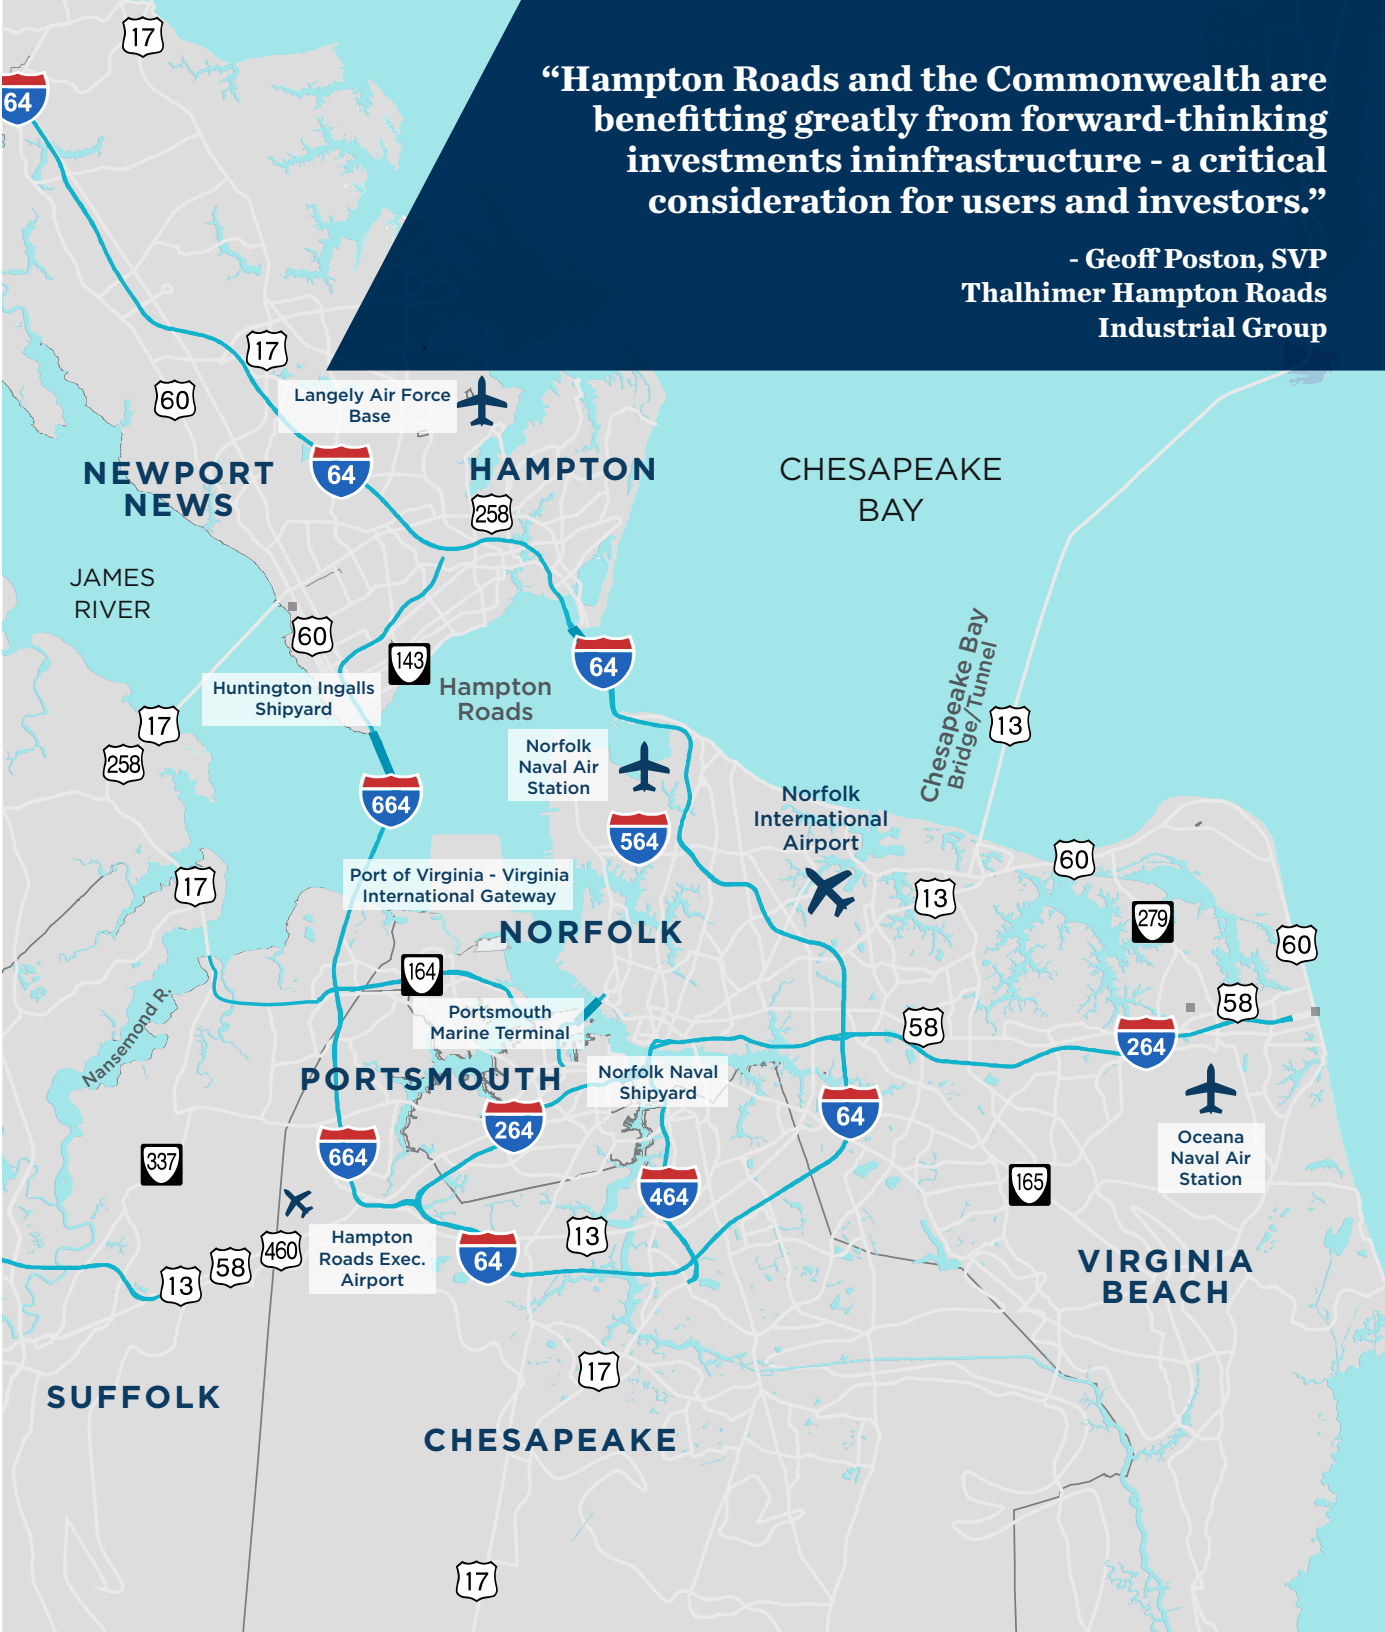 17
64
“Hampton Roads and the Commonwealth are
benefitting greatly from forward-thinking
investments ininfrastructure - a critical
consideration for users and investors.”
- Geoff Poston, SVP
Thalhimer Hampton Roads
Industrial Group
17
60
Langely Air Force
Base
64
NEWPORT
NEWS
HAMPTON
CHESAPEAKE
BAY
258
JAMES
RIVER
60
143
64
Huntington Ingalls
Shipyard
Hampton
Roads
Chesapeake Bay
Bridge/Tunnel
13
17
258
Norfolk
Naval Air
Station
664
564
Norfolk
International
Airport
60
17
Port of Virginia - Virginia
International Gateway
13
279
NORFOLK
60
164
Nansemond R.
Portsmouth
Marine Terminal
58
58
264
PORTSMOUTH
Norfolk Naval
Shipyard
264
64
664
337
Oceana
Naval Air
Station
165
464
460
13
Hampton
Roads Exec.
Airport
64
58
13
VIRGINIA
BEACH
17
SUFFOLK
CHESAPEAKE
17